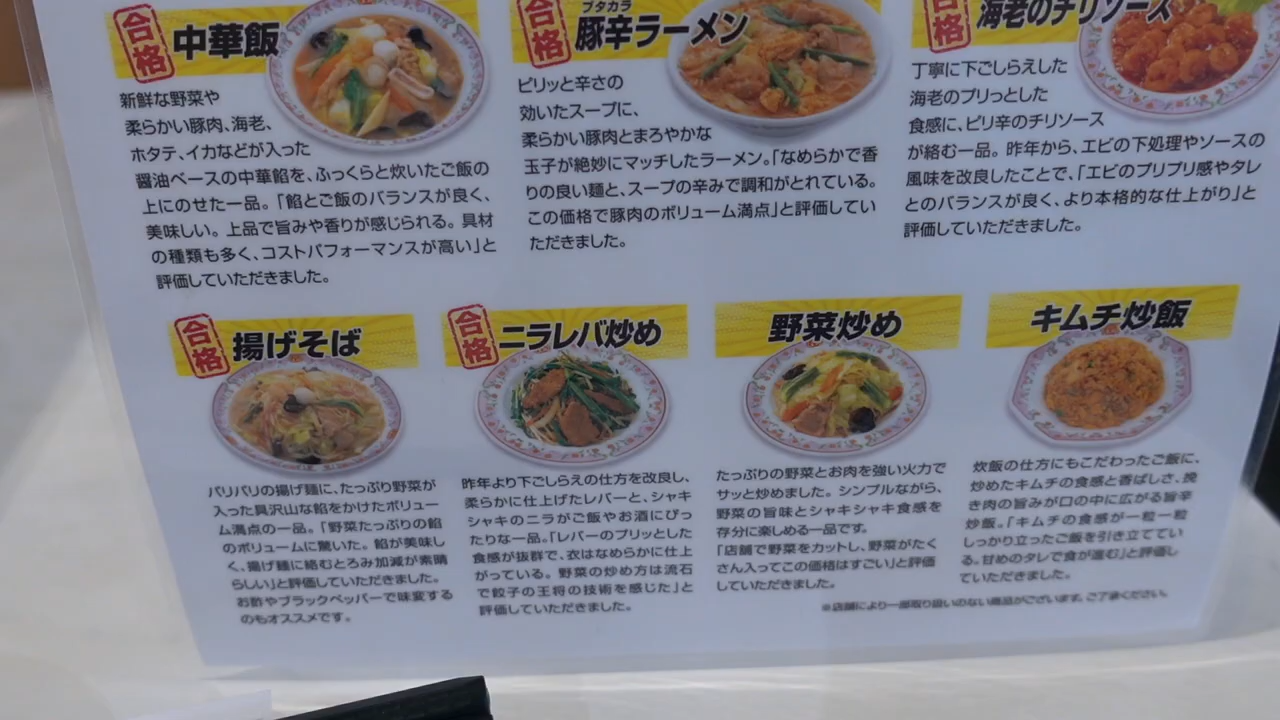 合格
中華飯
新鮮な野菜や
柔らかい豚肉、海老、
ホタテ、イカなどが入った
醤油ベースの中華餡を、ふっくらと炊いたご飯の
上にのせた一品。「餡とご飯のバランスが良く、
美味しい。上品で旨みや香りが感じられる。具材
の種類も多く、コストパフォーマンスが高い」と
評価していただきました。
合格
ブタカラ
豚辛ラーメン
ピリッと辛さの
効いたスープに、
柔らかい豚肉とまろやかな
玉子が絶妙にマッチしたラーメン。「なめらかで香
りの良い麺と、スープの辛みで調和がとれている。
この価格で豚肉のボリューム満点」と評価してい
ただきました。
合格
海老のチリソース
丁寧に下ごしらえした
海老のプリっとした
食感に、ピリ辛のチリソース
が絡む一品。昨年から、エビの下処理やソースの
風味を改良したことで、「エビのプリプリ感やタレ
とのバランスが良く、より本格的な仕上がり」と
評価していただきました。
合格
揚げそば
パリパリの揚げ麺に、たっぷり野菜が
入った具沢山な餡をかけたボリュー
ム満点の一品。「野菜たっぷりの餡
のボリュームに驚いた。餡が美味し
く、揚げ麺に絡むとろみ加減が素晴
らしい」と評価していただきました。
お酢やブラックペッパーで味変する
のもオススメです。
合格
ニラレバ炒め
昨年より下ごしらえの仕方を改良し、
柔らかに仕上げたレバーと、シャキ
シャキのニラがご飯やお酒にぴっ
たりな一品。「レバーのプリッとした
食感が抜群で、衣はなめらかに仕上
がっている。野菜の炒め方は流石
で餃子の王将の技術を感じた」と
評価していただきました。
野菜炒め
たっぷりの野菜とお肉を強い火力で
サッと炒めました。シンプルながら、
野菜の旨味とシャキシャキ食感を
存分に楽しめる一品です。
「店舗で野菜をカットし、野菜がたく
さん入ってこの価格はすごい」と評価
していただきました。
キムチ炒飯
炊飯の仕方にもこだわったご飯に、
炒めたキムチの食感と香ばしさ、挽
き肉の旨みが口の中に広がる旨辛
炒飯。「キムチの食感が一粒一粒
しっかり立ったご飯を引き立ててい
る。甘めのタレで食が進む」と評価し
ていただきました。
※店舗により一部取り扱いのない商品がございます。ご了承ください。